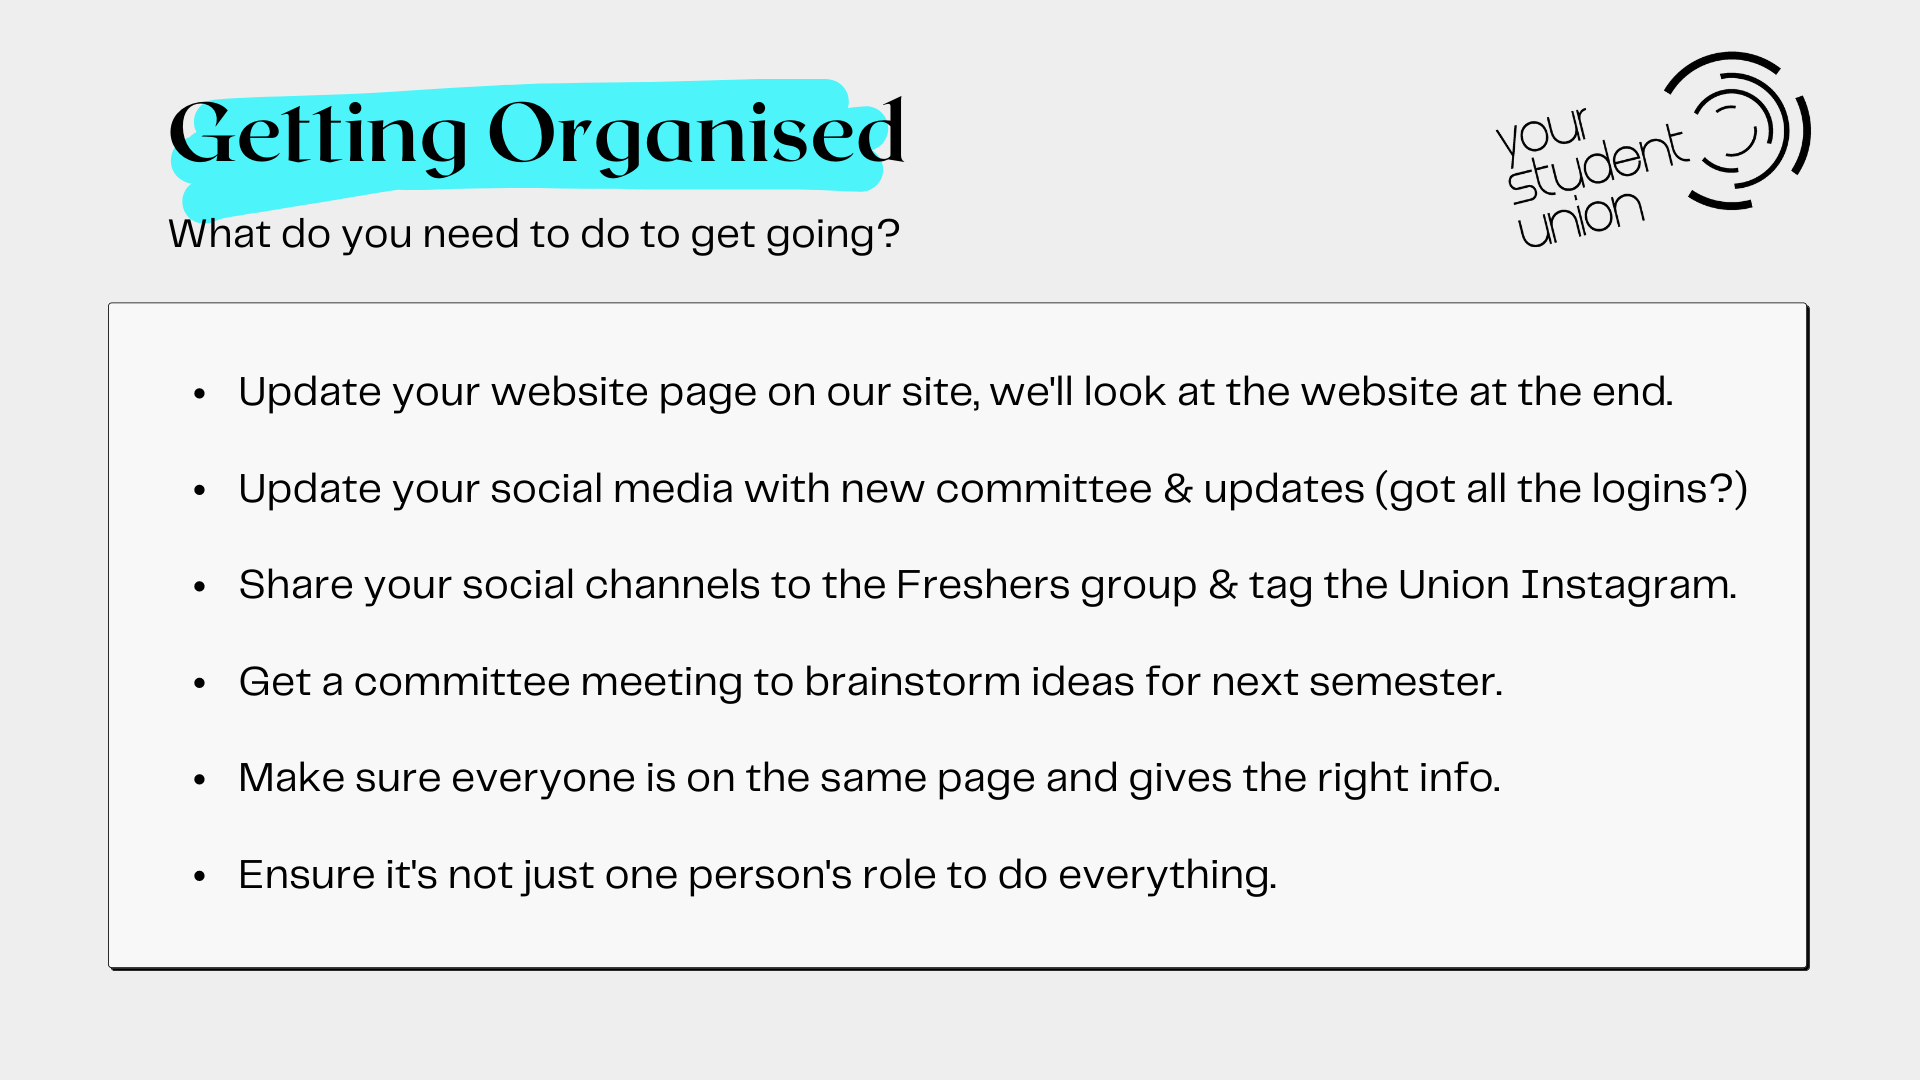 Getting Organised
What do you need to do to get going?
your
student
union
• Update your website page on our site, we'll look at the website at the end.
• Update your social media with new committee & updates (got all the logins?)
• Share your social channels to the Freshers group & tag the Union Instagram.
• Get a committee meeting to brainstorm ideas for next semester.
• Make sure everyone is on the same page and gives the right info.
• Ensure it's not just one person's role to do everything.